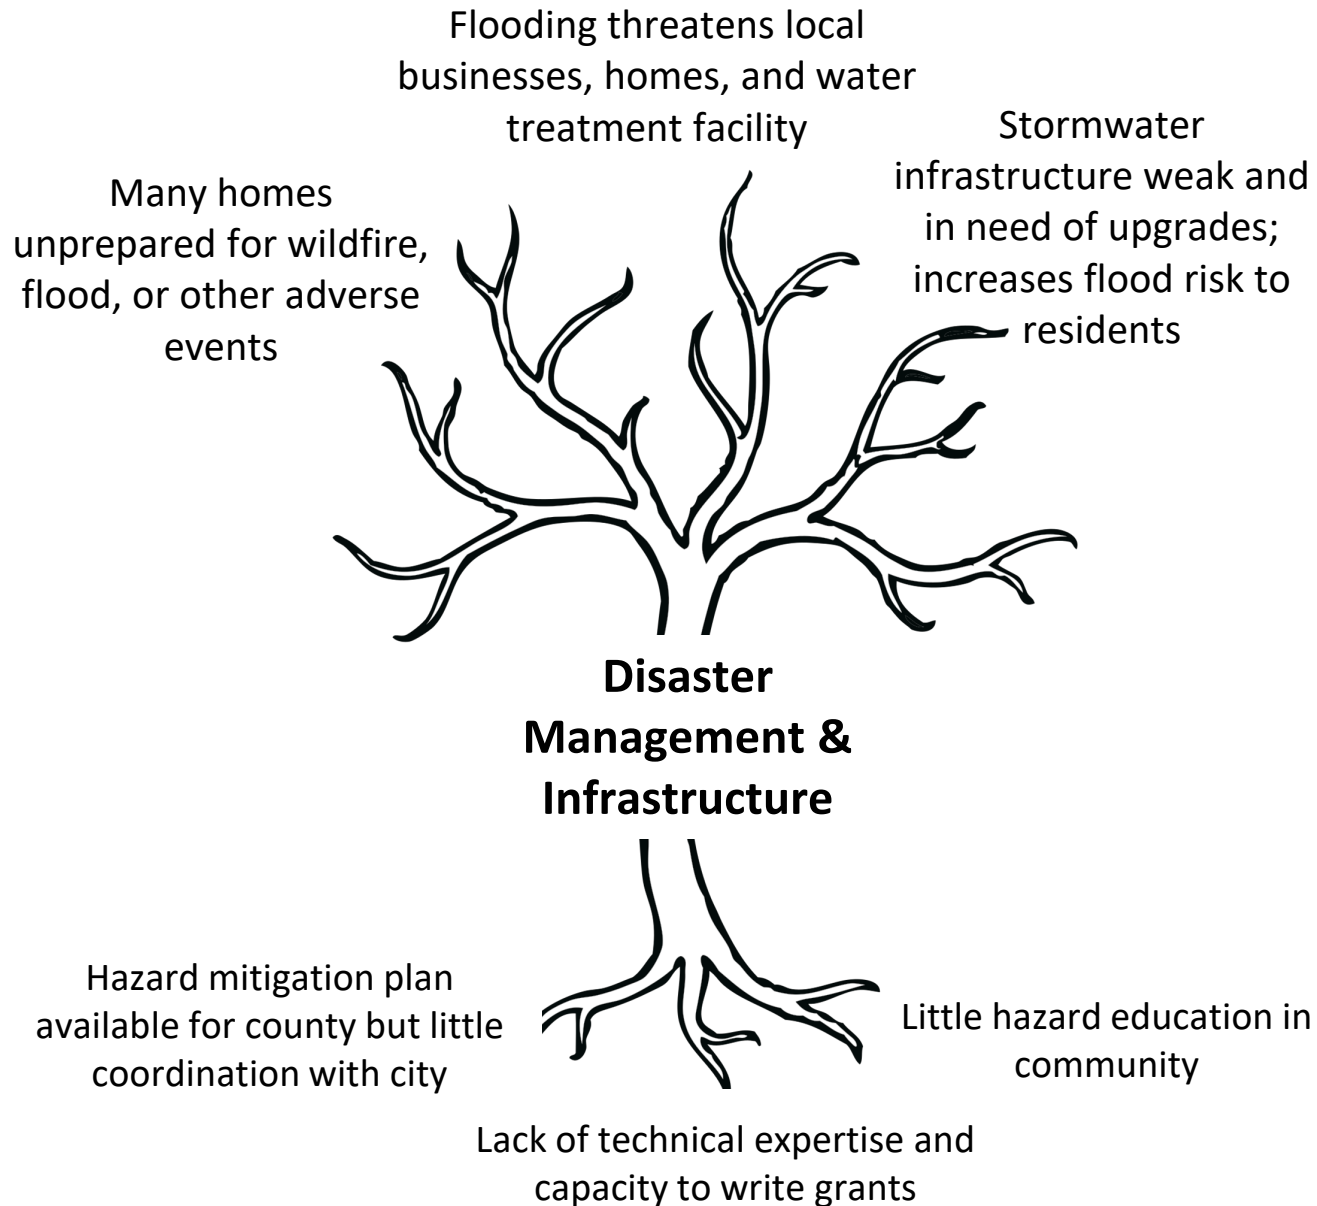 Flooding threatens local
businesses, homes, and water
treatment facility
Stormwater
infrastructure weak and
in need of upgrades;
increases flood risk to
residents
Many homes
unprepared for wildfire,
flood, or other adverse
events
Disaster
Management &
Infrastructure
Hazard mitigation plan
available for county but little
coordination with city
Little hazard education in
community
Lack of technical expertise and
capacity to write grants